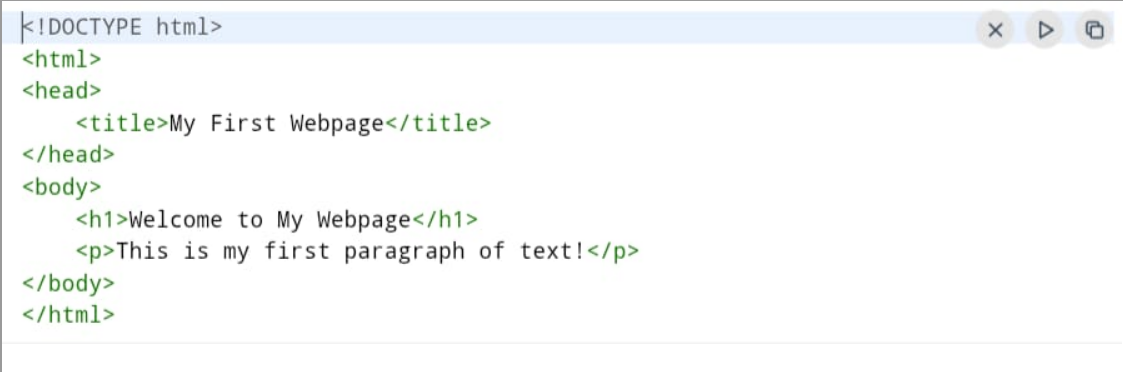 <!DOCTYPE html>
<html>
<head>
    <title>My First Webpage</title>
</head>
<body>
    <h1>Welcome to My Webpage</h1>
    <p>This is my first paragraph of text!</p>
</body>
</html>